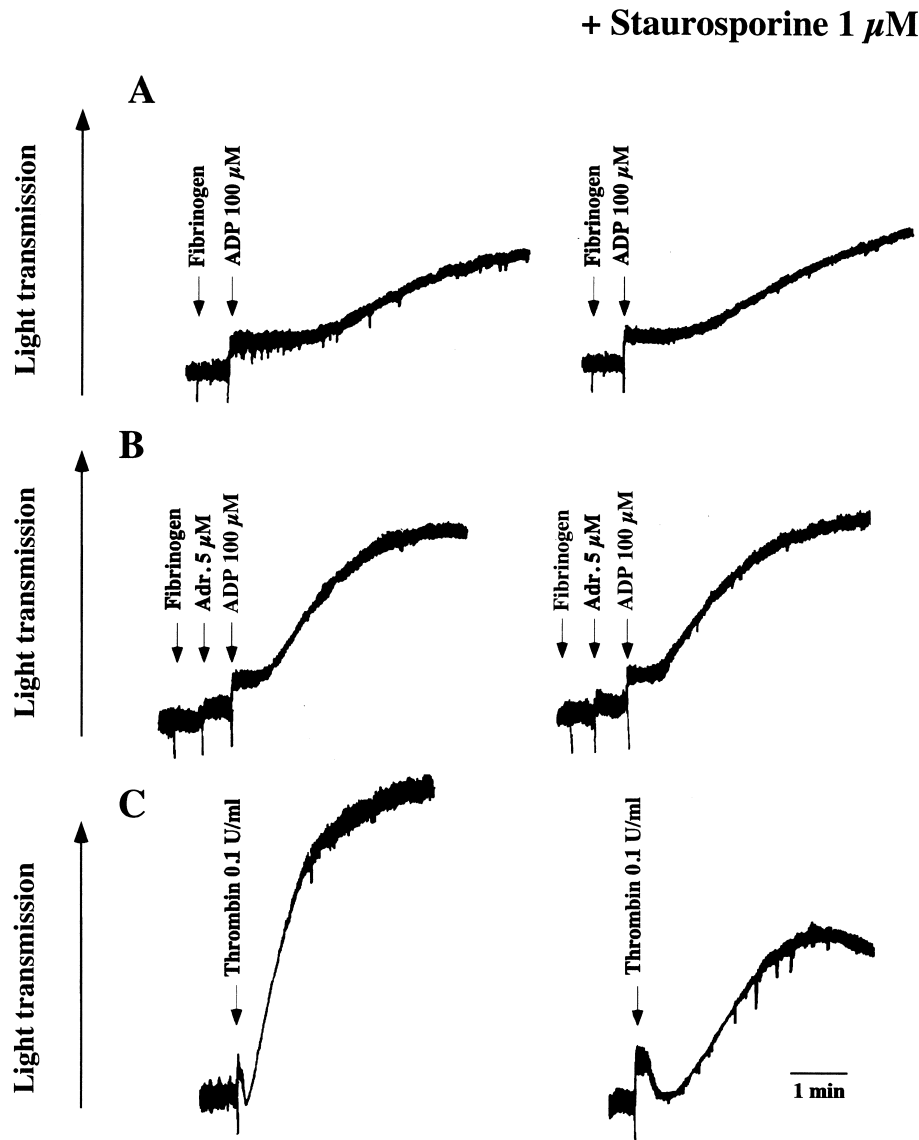 + Staurosporine 1 µM
A
Light transmission
Fibrinogen
ADP 100 µM
Fibrinogen
ADP 100 µM
B
Light transmission
Fibrinogen
Adr. 5 µM
ADP 100 µM
Fibrinogen
Adr. 5 µM
ADP 100 µM
C
Light transmission
Thrombin 0.1 U/ml
Thrombin 0.1 U/ml
1 min